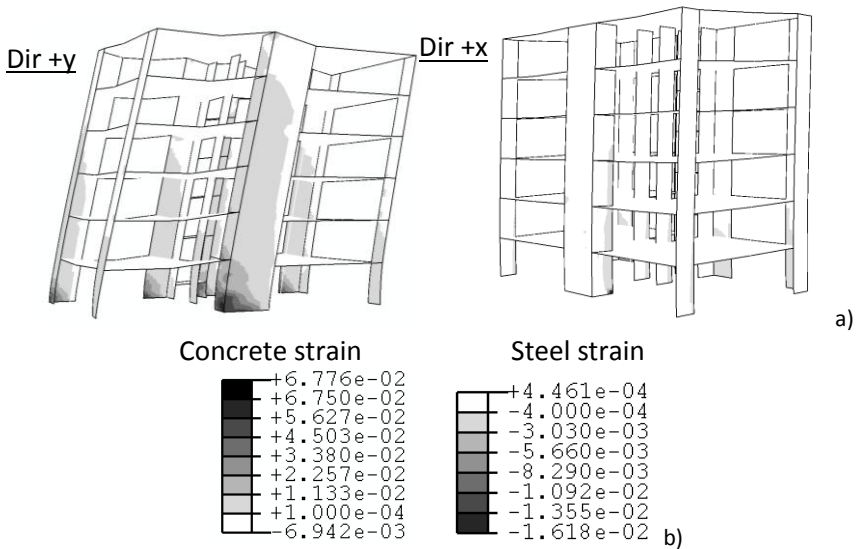 Dir +y
Dir +x
a)
Concrete strain
Steel strain
+6.776e-02
+6.750e-02
+5.627e-02
+4.503e-02
+3.380e-02
+2.257e-02
+1.133e-02
+1.000e-04
-6.942e-03
+4.461e-04
-4.000e-04
-3.030e-03
-5.660e-03
-8.290e-03
-1.092e-02
-1.355e-02
-1.618e-02
b)